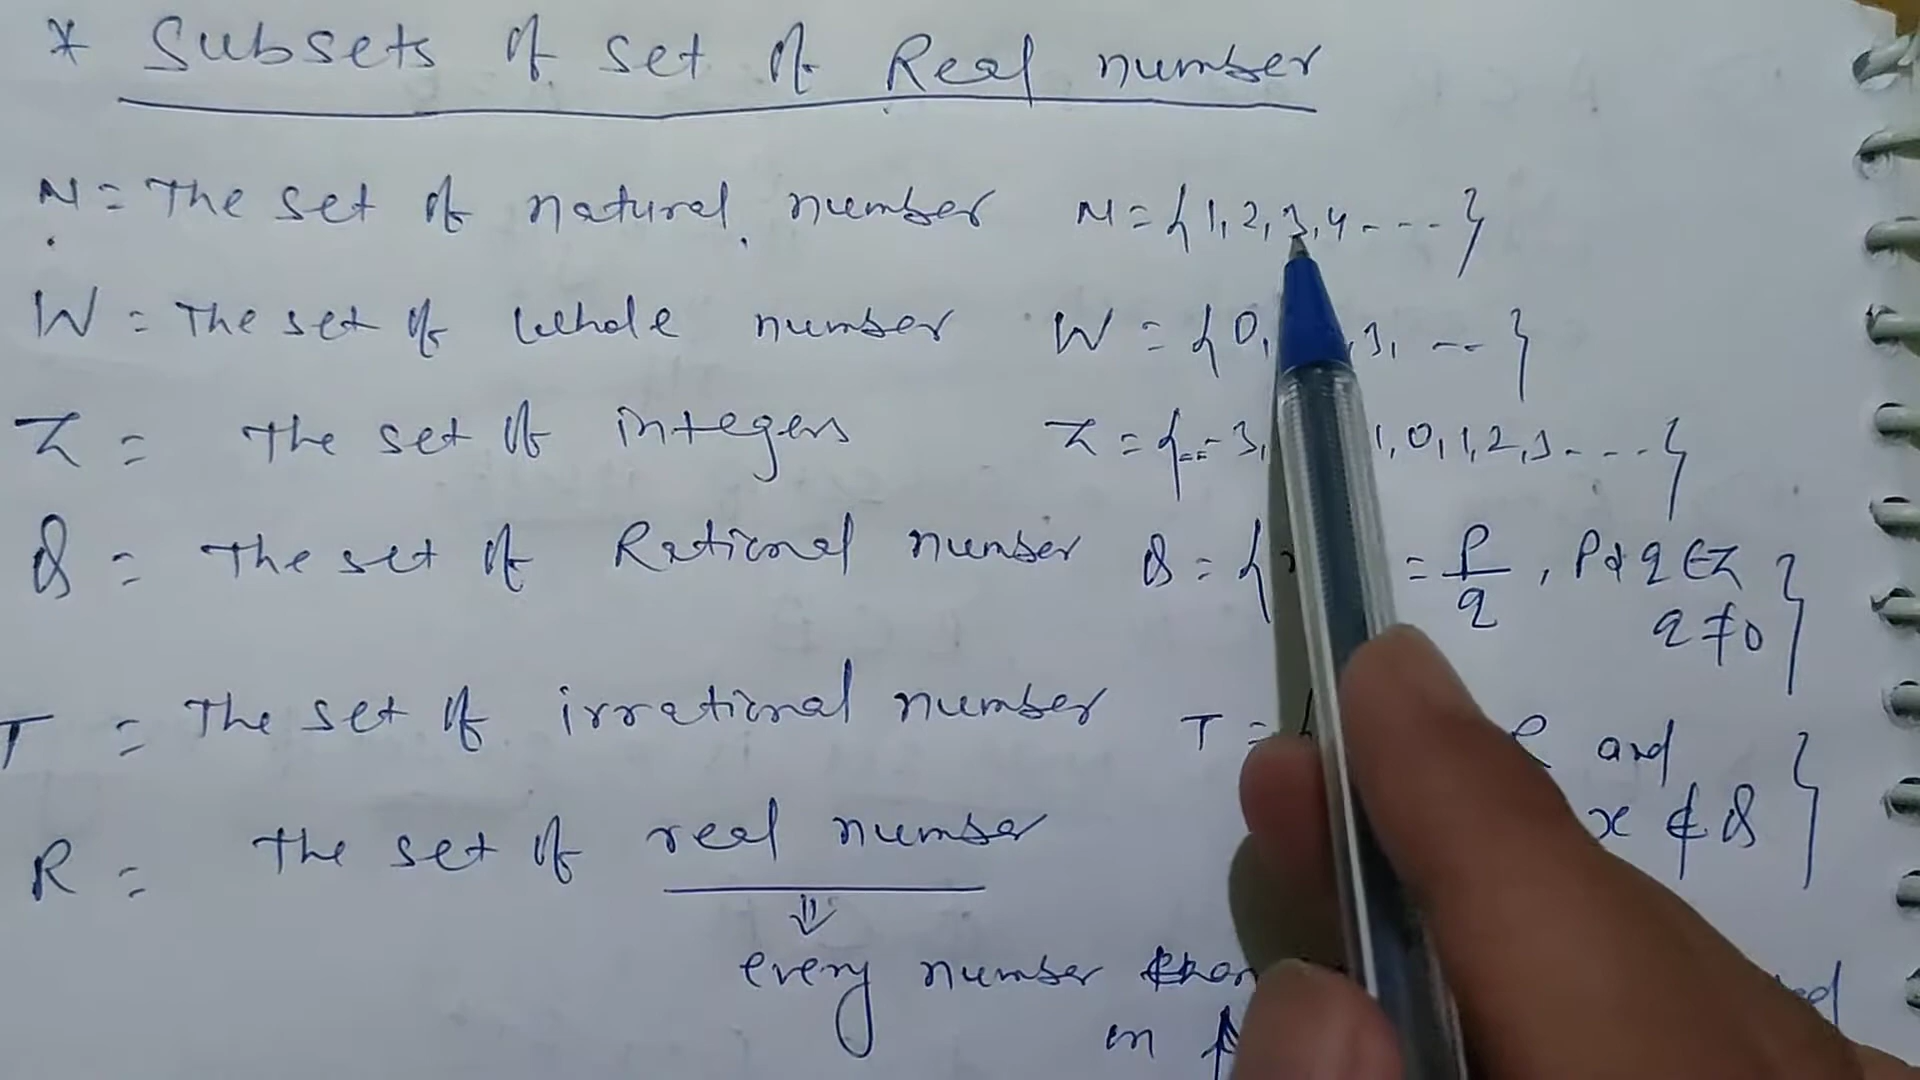 * Subsets of set of Real number
N = The set of natural number N = { 1, 2, 3, 4 - - - - }
W = The set of whole number W = { 0, , 3, -- }
Z = The set of integers Z = { -- - 3, 1, 0, 1, 2, 3 - - - - }
Q = The set of Rational number Q = { = P/q , P & q ∈ Z
q ≠ 0 }
T = The set of irrational number T = { and
x ∉ Q }
R = The set of real number
⇓
every number
in